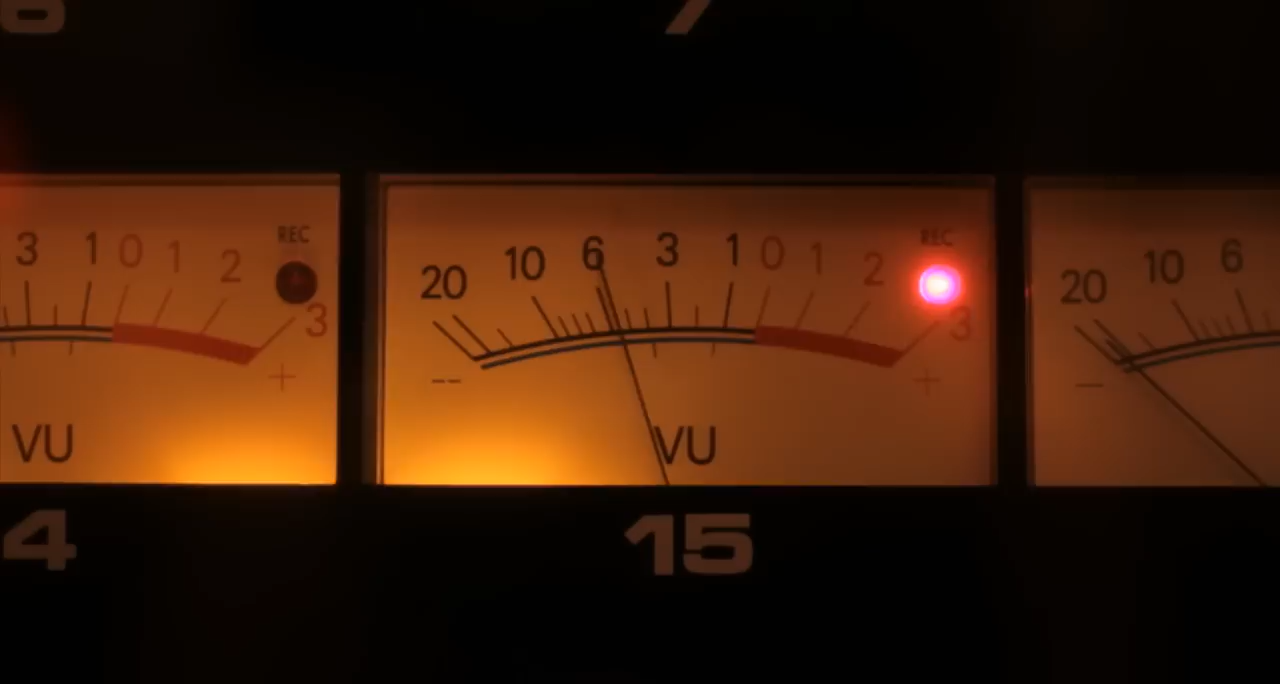 3 1 0 1 2 3 REC
+
VU
4
20 10 6 3 1 0 1 2 3 REC
-- +
VU
15
20 10 6
-